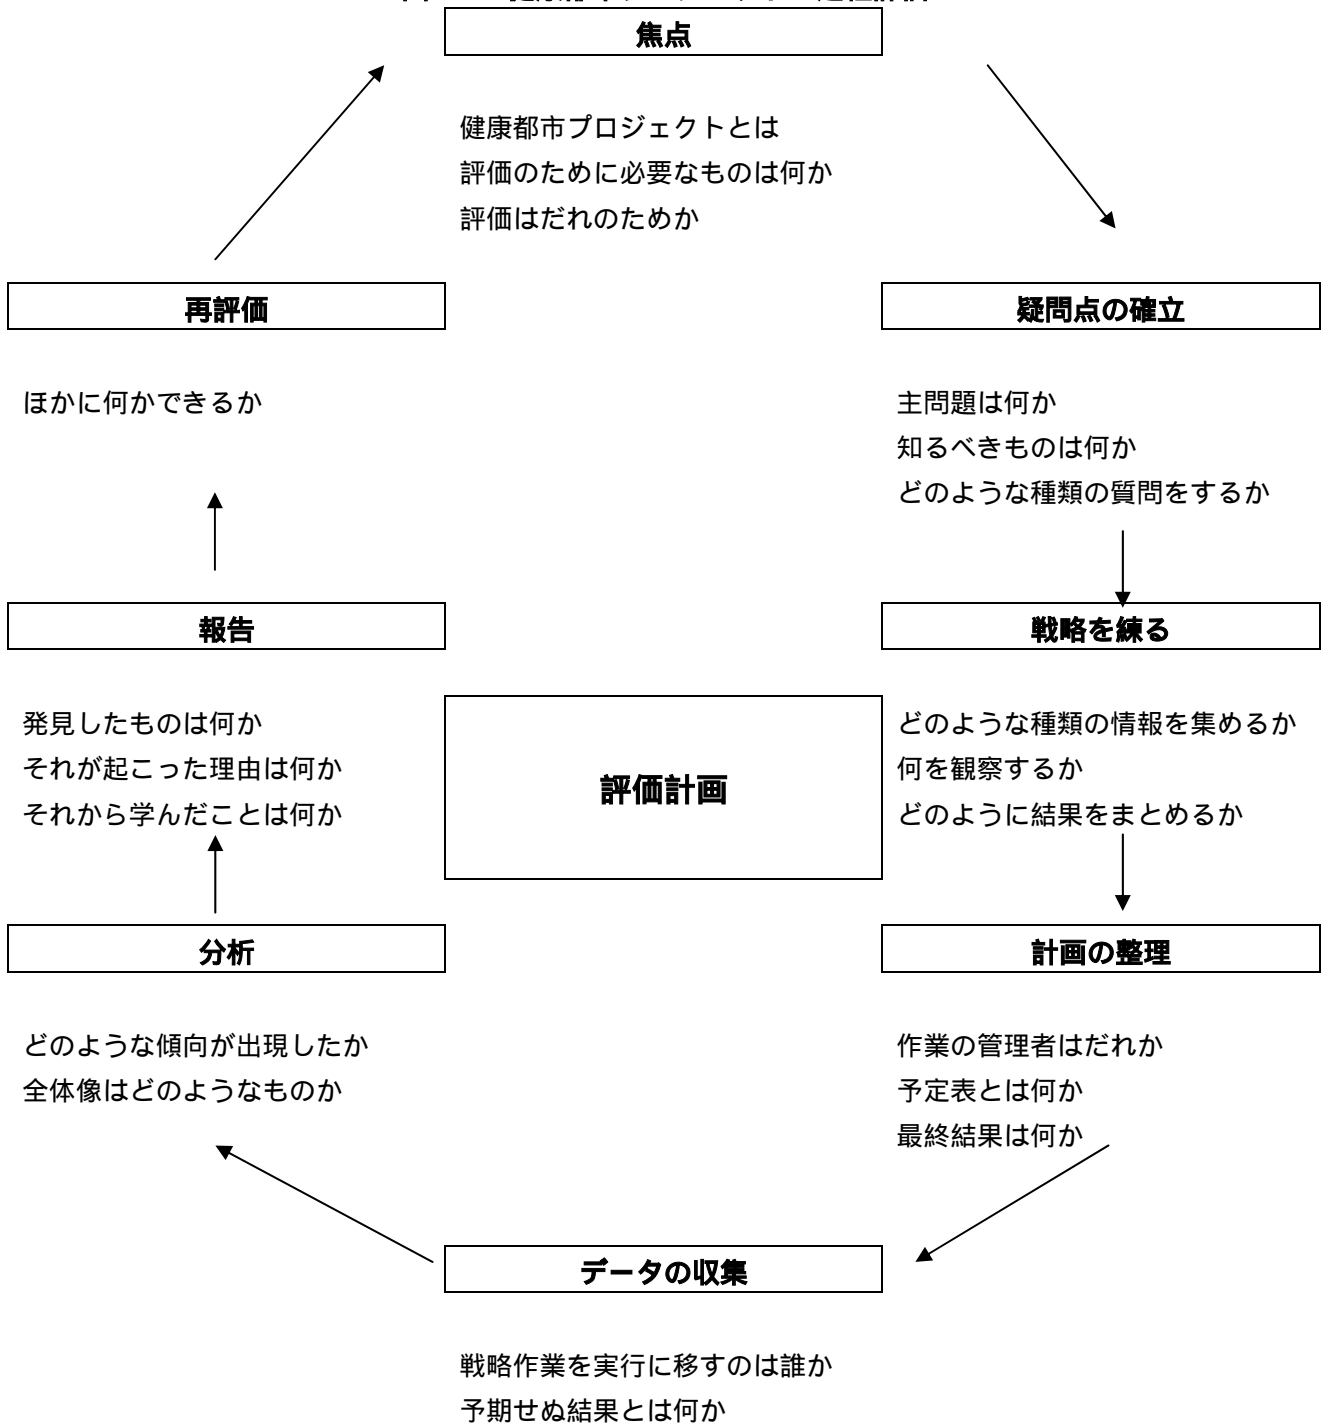 焦点
健康都市プロジェクトとは
評価のために必要なものは何か
評価はだれのためか
疑問点の確立
主問題は何か
知るべきものは何か
どのような種類の質問をするか
戦略を練る
どのような種類の情報を集めるか
何を観察するか
どのように結果をまとめるか
計画の整理
作業の管理者はだれか
予定表とは何か
最終結果は何か
データの収集
戦略作業を実行に移すのは誰か
予期せぬ結果とは何か
分析
どのような傾向が出現したか
全体像はどのようなものか
報告
発見したものは何か
それが起こった理由は何か
それから学んだことは何か
再評価
ほかに何かできるか
評価計画